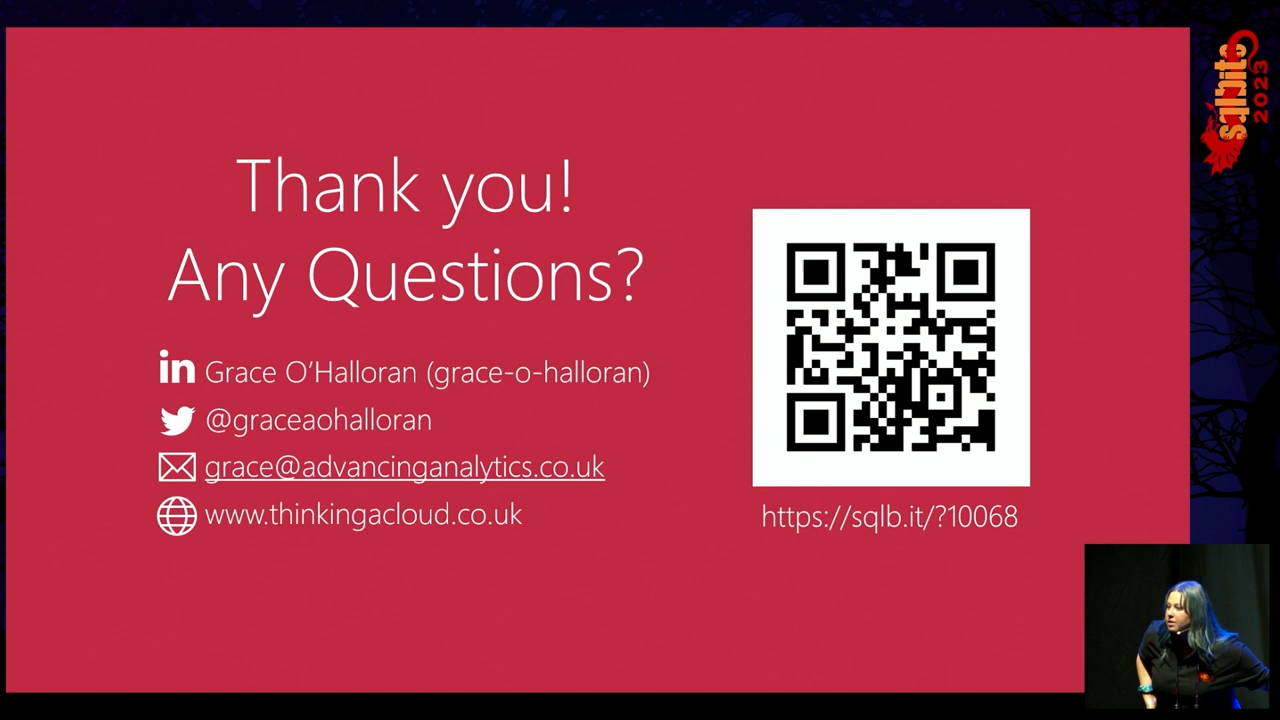 Thank you!
Any Questions?
in Grace O'Halloran (grace-o-halloran)
@graceaohalloran
grace@advancinganalytics.co.uk
www.thinkingacloud.co.uk
https://sqlb.it/?10068
sqlbits
2023